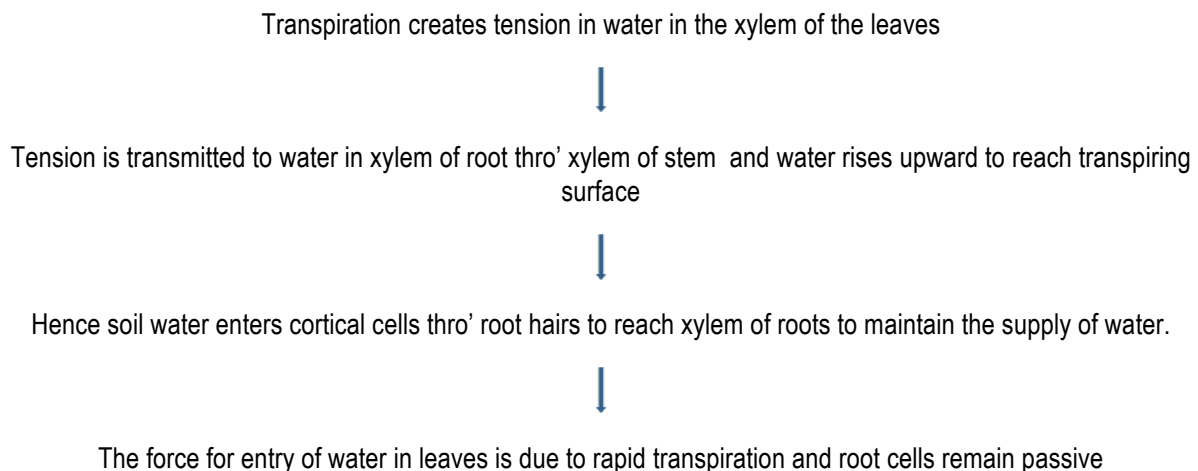 Transpiration creates tension in water in the xylem of the leaves
Tension is transmitted to water in xylem of root thro’ xylem of stem and water rises upward to reach transpiring
surface
Hence soil water enters cortical cells thro’ root hairs to reach xylem of roots to maintain the supply of water.
The force for entry of water in leaves is due to rapid transpiration and root cells remain passive